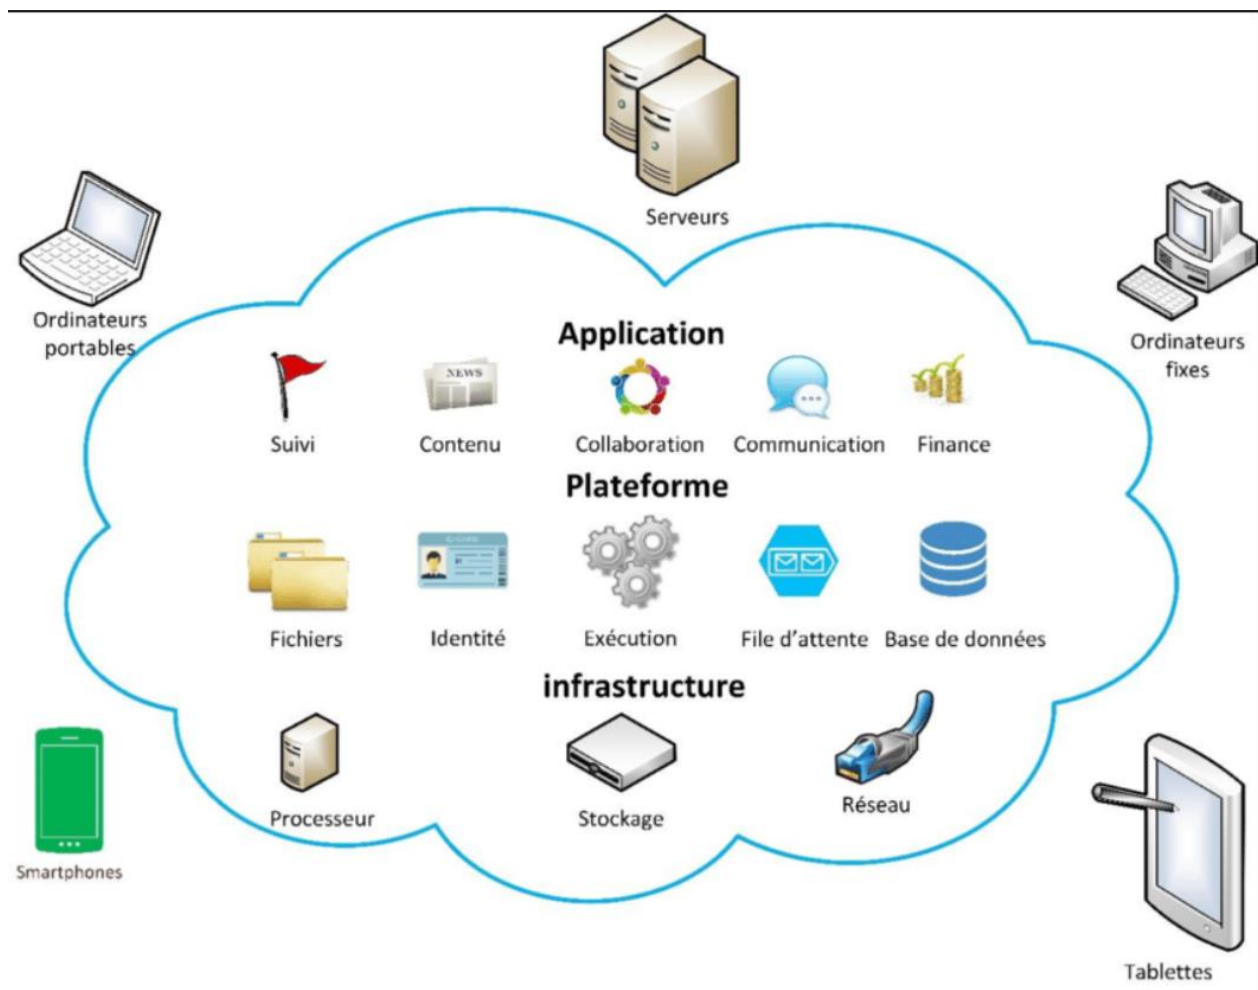 Serveurs
Ordinateurs
portables
Ordinateurs
fixes
Application
NEWS
Suivi
Contenu
Collaboration
Communication
Finance
Plateforme
Fichiers
Identité
Exécution
File d'attente
Base de données
infrastructure
Processeur
Stockage
Réseau
Smartphones
Tablettes